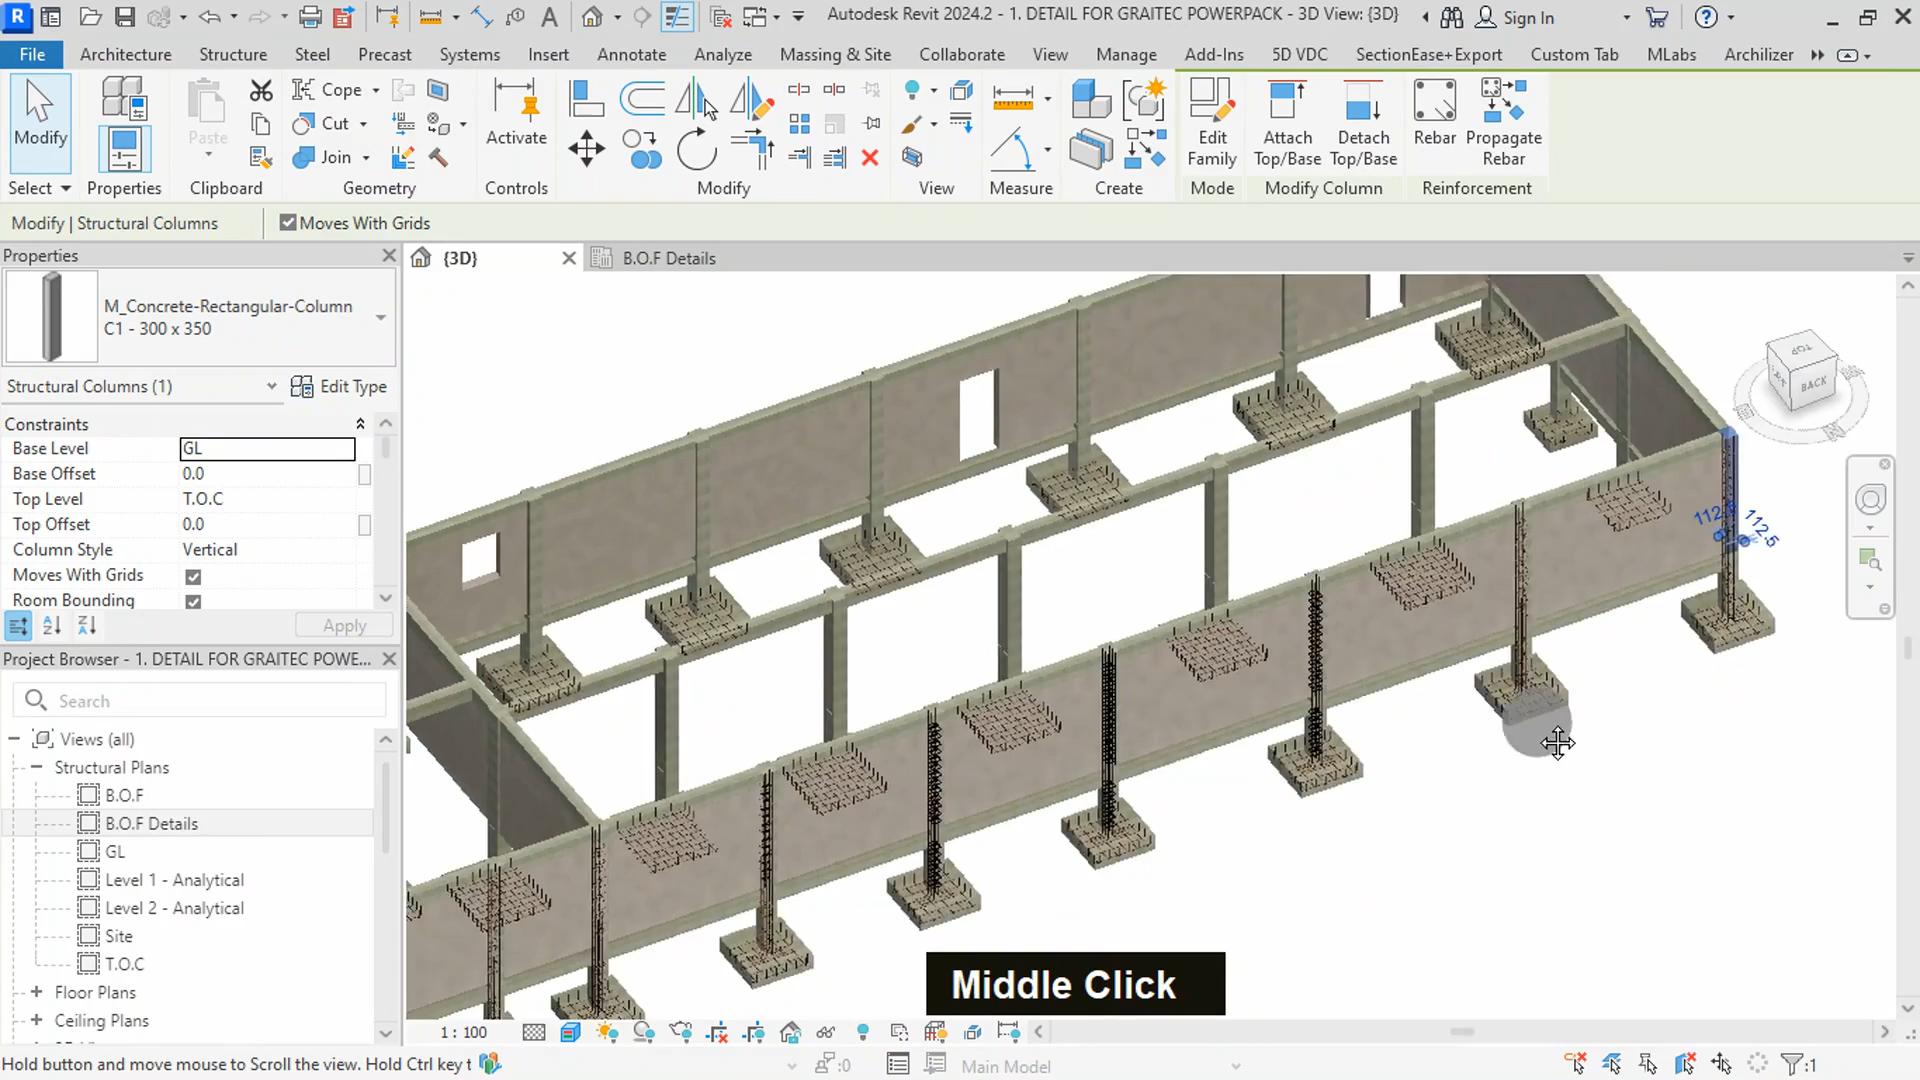 Autodesk Revit 2024.2 - 1. DETAIL FOR GRAITEC POWERPACK - 3D View: {3D}
Sign In
File
Architecture
Structure
Steel
Precast
Systems
Insert
Annotate
Analyze
Massing & Site
Collaborate
View
Manage
Add-Ins
5D VDC
SectionEase+Export
Custom Tab
MLabs
Archilizer
Modify
Paste
Cope
Cut
Join
Activate
Edit Family
Attach Top/Base
Detach Top/Base
Rebar
Propagate Rebar
Select
Properties
Clipboard
Geometry
Controls
Modify
View
Measure
Create
Mode
Modify Column
Reinforcement
Modify | Structural Columns
Moves With Grids
Properties
{3D}
B.O.F Details
M_Concrete-Rectangular-Column
C1 - 300 x 350
Structural Columns (1)
Edit Type
Constraints
Base Level GL
Base Offset 0.0
Top Level T.O.C
Top Offset 0.0
Column Style Vertical
Moves With Grids
Room Bounding
Apply
Project Browser - 1. DETAIL FOR GRAITEC POWE...
Search
Views (all)
Structural Plans
B.O.F
B.O.F Details
GL
Level 1 - Analytical
Level 2 - Analytical
Site
T.O.C
Floor Plans
Ceiling Plans
TOP
BACK
112.5
Middle Click
1 : 100
Hold button and move mouse to Scroll the view. Hold Ctrl key t
:0
Main Model
:1